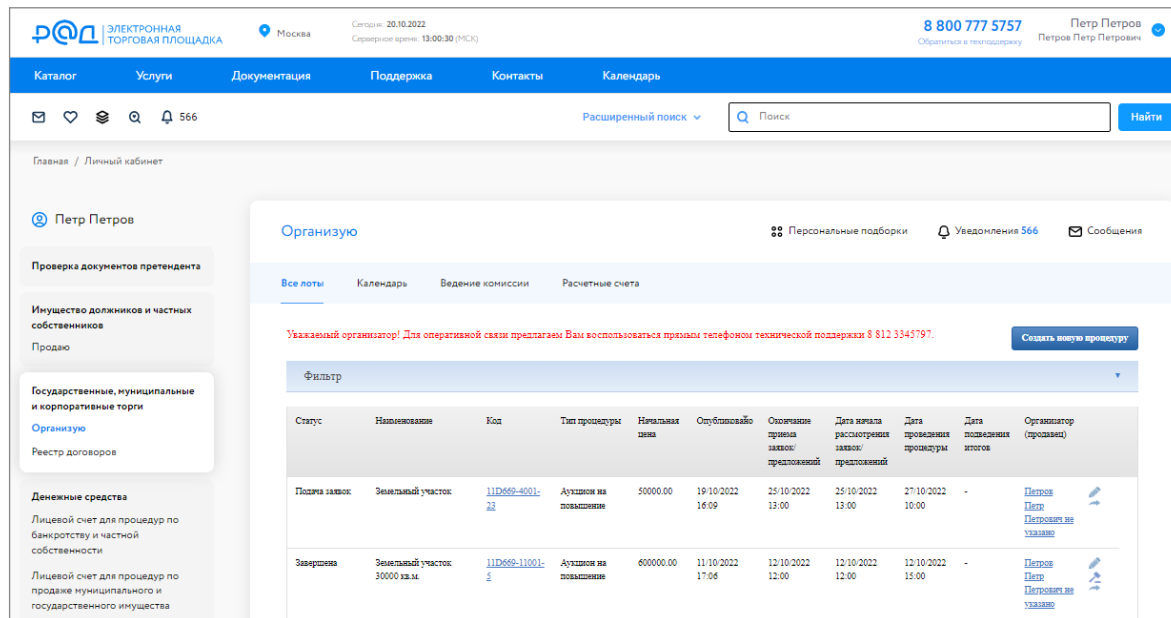 РАД ЭЛЕКТРОННАЯ
ТОРГОВАЯ ПЛОЩАДКА
Москва
Сегодня: 20.10.2022
Серверное время: 13:00:30 (МСК)
8 800 777 5757
Обратиться в техподдержку
Петр Петров
Петров Петр Петрович
Каталог Услуги Документация Поддержка Контакты Календарь
566
Расширенный поиск
Поиск
Найти
Главная / Личный кабинет
Петр Петров
Проверка документов претендента
Имущество должников и частных
собственников
Продаю
Государственные, муниципальные
и корпоративные торги
Организую
Реестр договоров
Денежные средства
Лицевой счет для процедур по
банкротству и частной
собственности
Лицевой счет для процедур по
продаже муниципального и
государственного имущества
Организую
Персональные подборки
Уведомления 566
Сообщения
Все лоты Календарь Ведение комиссии Расчетные счета
Уважаемый организатор! Для оперативной связи предлагаем Вам воспользоваться прямым телефоном технической поддержки 8 812 3345797.
Создать новую процедуру
Фильтр
Статус Наименование Код Тип процедуры Начальная Опубликовано Окончание Дата начала Дата Дата Организатор
цена приема рассмотрения проведения подведения (продавец)
заявок/ заявок/ процедуры итогов
предложений предложений
Подача заявок Земельный участок 11D669-4001- Аукцион на 50000.00 19/10/2022 25/10/2022 25/10/2022 27/10/2022 - Петров
23 повышение 16:09 13:00 13:00 10:00 Петр
Петрович не
указано
Завершена Земельный участок 11D669-11001- Аукцион на 600000.00 11/10/2022 12/10/2022 12/10/2022 12/10/2022 - Петров
30000 кв.м. 5 повышение 17:06 12:00 12:00 15:00 Петр
Петрович не
указано